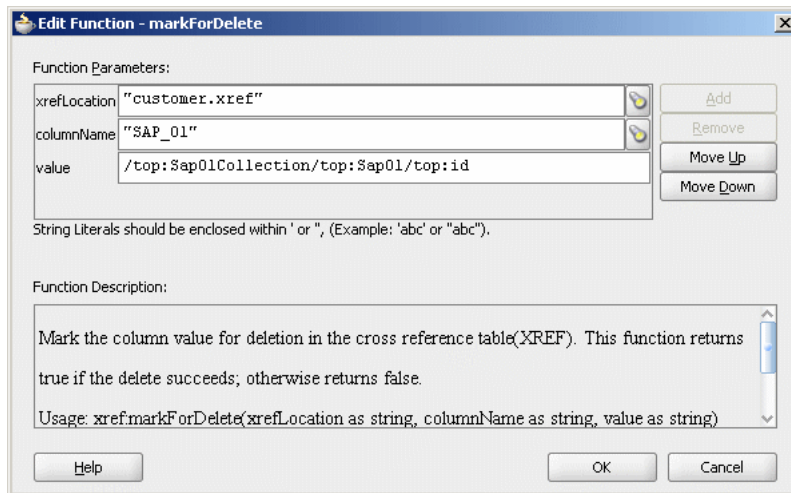 Edit Function - markForDelete
Function Parameters:
xrefLocation "customer.xref"
Add
columnName "SAP_01"
Remove
value /top:Sap01Collection/top:Sap01/top:id
Move Up
Move Down
String Literals should be enclosed within ' or ", (Example: 'abc' or "abc").
Function Description:
Mark the column value for deletion in the cross reference table(XREF). This function returns
true if the delete succeeds; otherwise returns false.
Usage: xref:markForDelete(xrefLocation as string, columnName as string, value as string)
Help
OK
Cancel